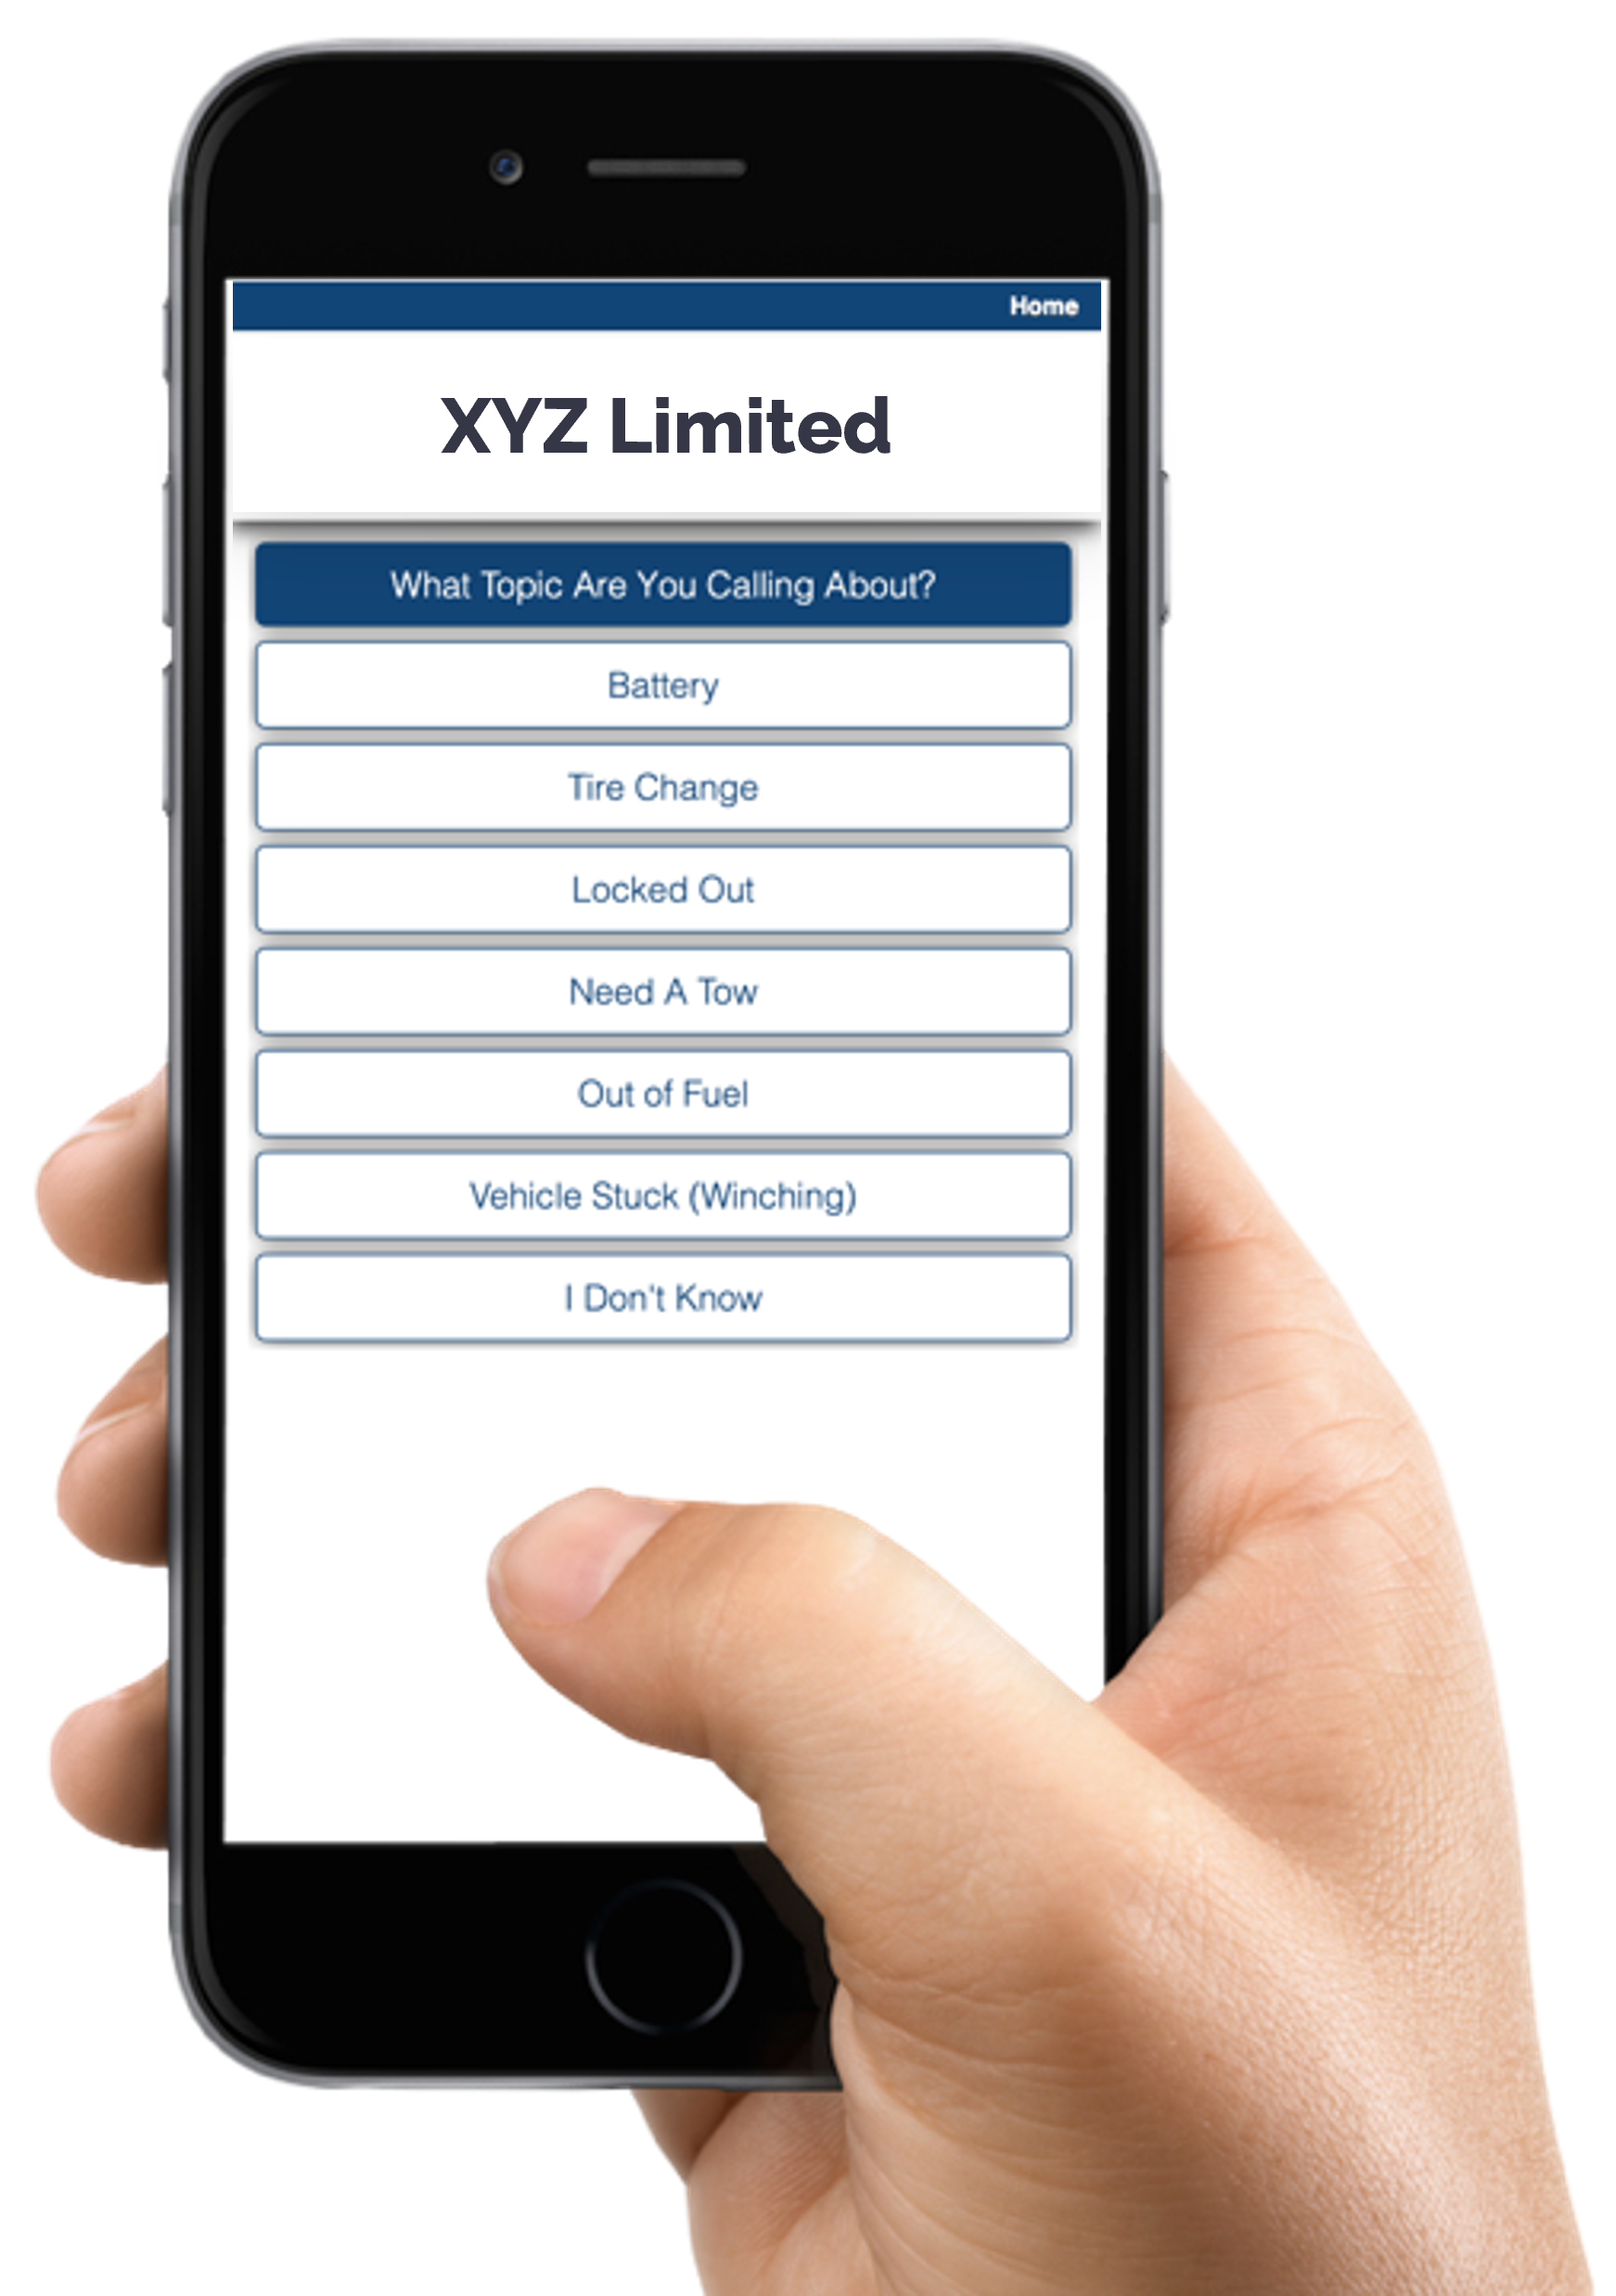 Home
XYZ Limited
What Topic Are You Calling About?
Battery
Tire Change
Locked Out
Need A Tow
Out of Fuel
Vehicle Stuck (Winching)
I Don't Know